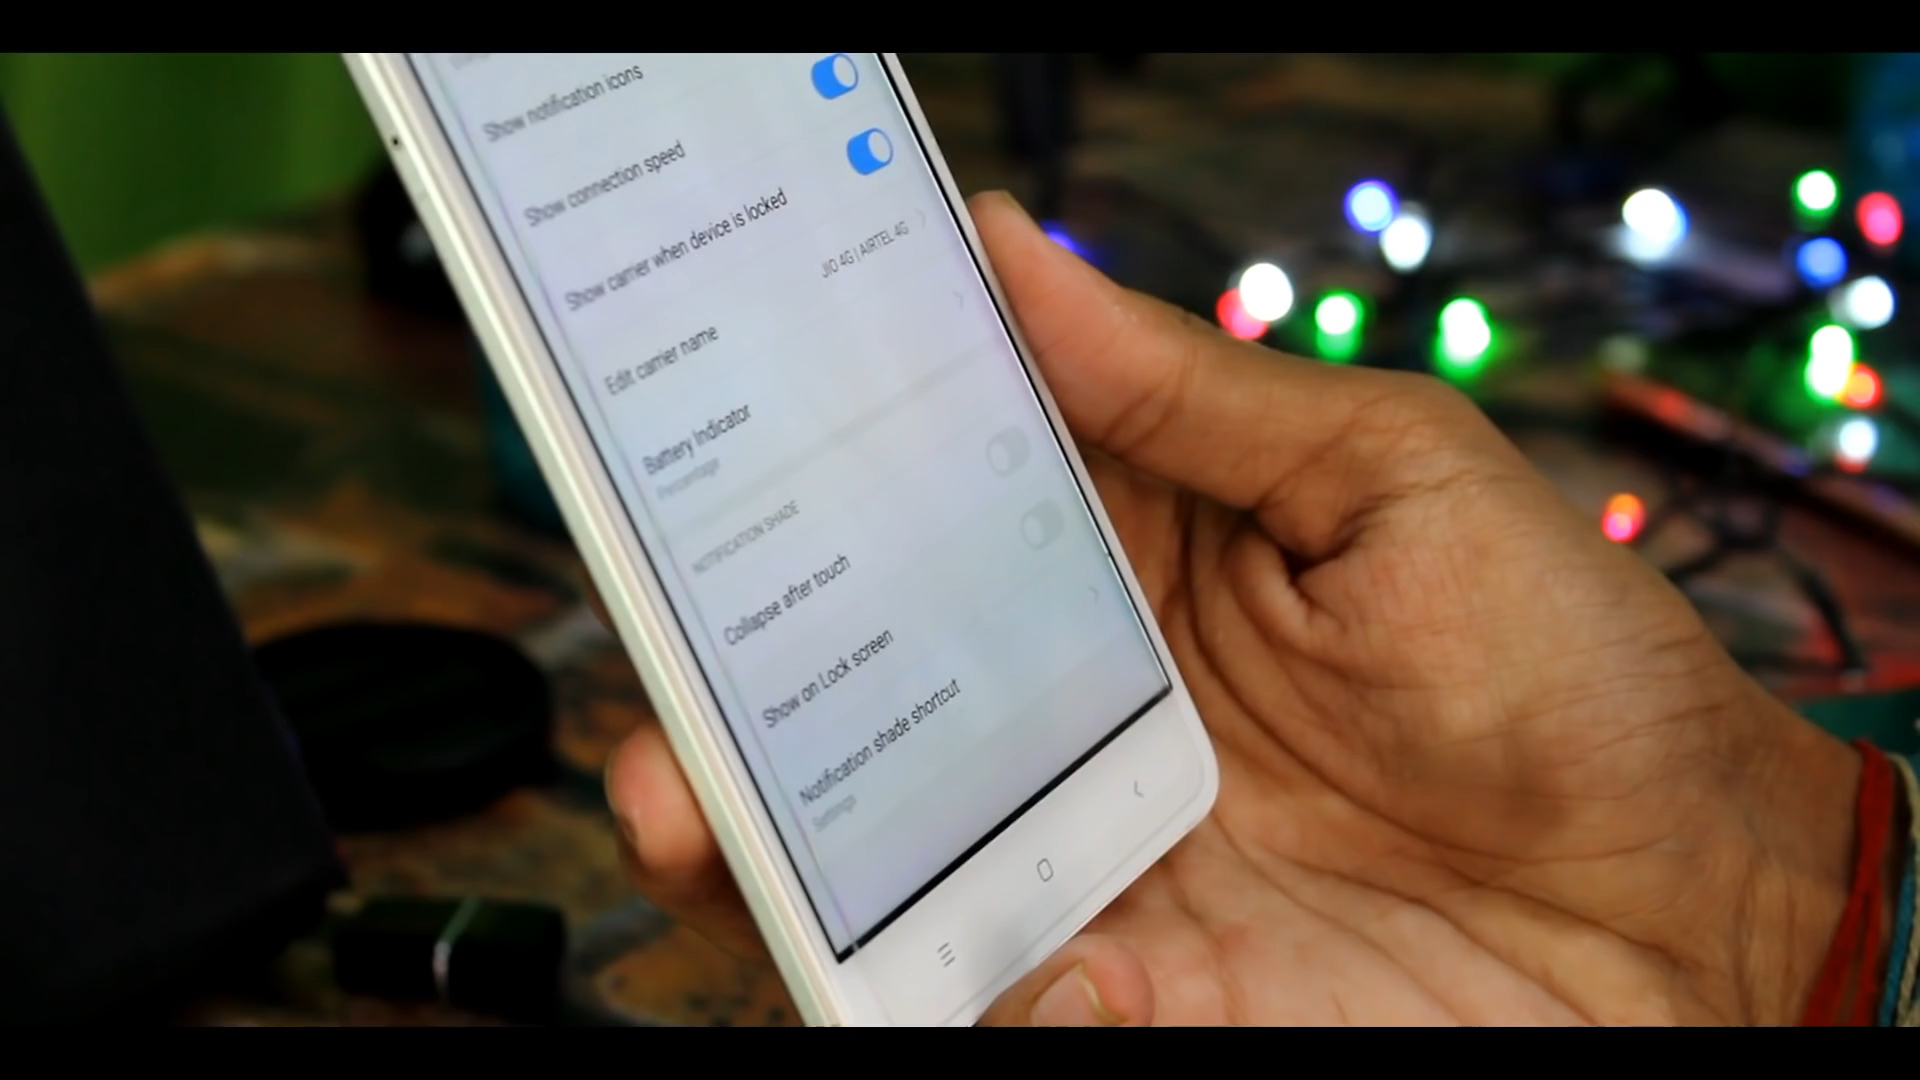 Show notification icons
Show connection speed
Show carrier when device is locked
Edit carrier name
JIO 4G | AIRTEL 4G
Battery indicator
Percentage
NOTIFICATION SHADE
Collapse after touch
Show on Lock screen
Notification shade shortcut
Settings